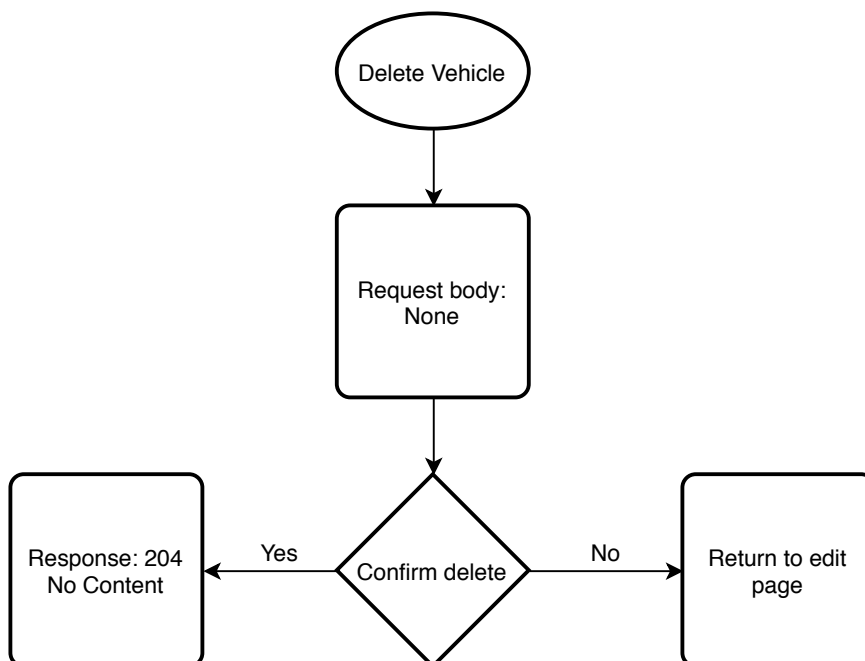 Delete Vehicle
Request body:
None
Yes
No
Response: 204
No Content
Confirm delete
Return to edit
page